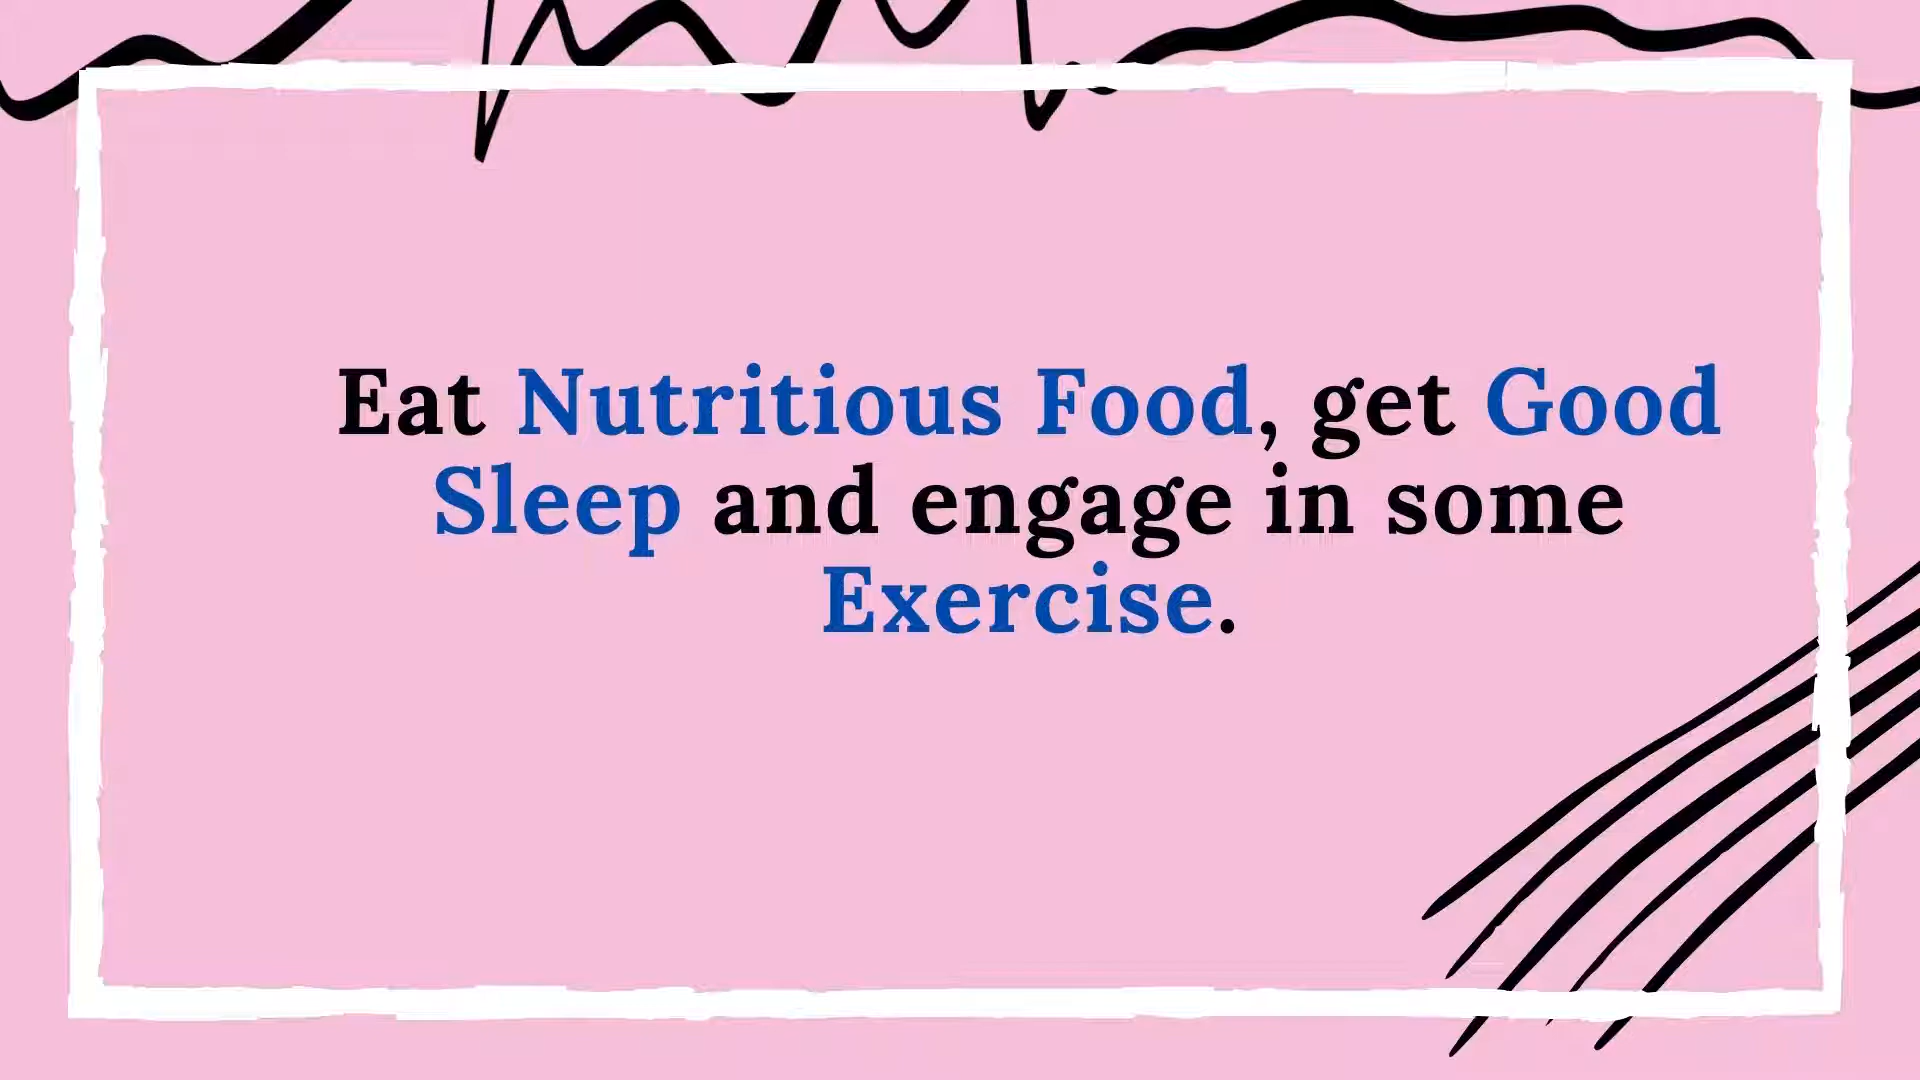 Eat Nutritious Food, get Good
Sleep and engage in some
Exercise.